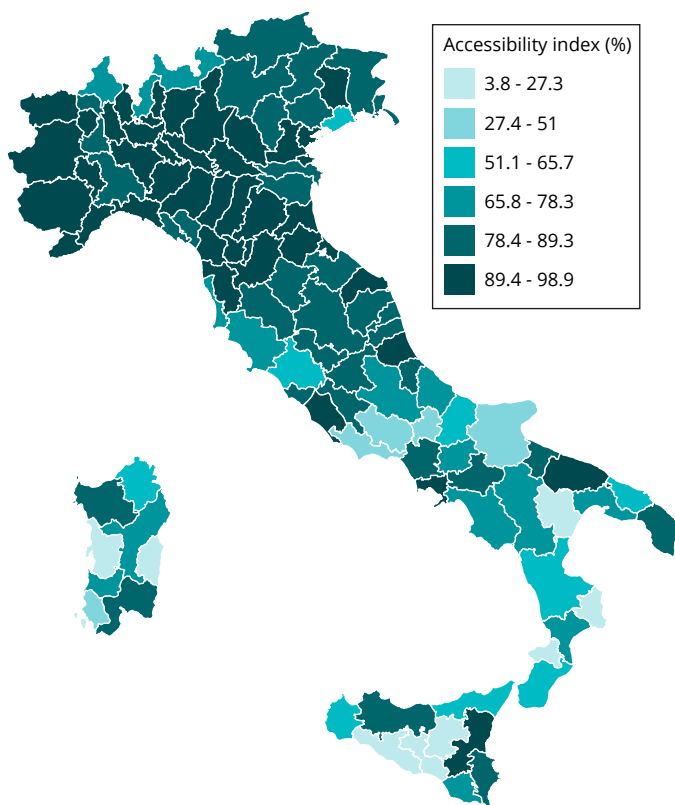 Accessibility index (%)
3.8 - 27.3
27.4 - 51
51.1 - 65.7
65.8 - 78.3
78.4 - 89.3
89.4 - 98.9